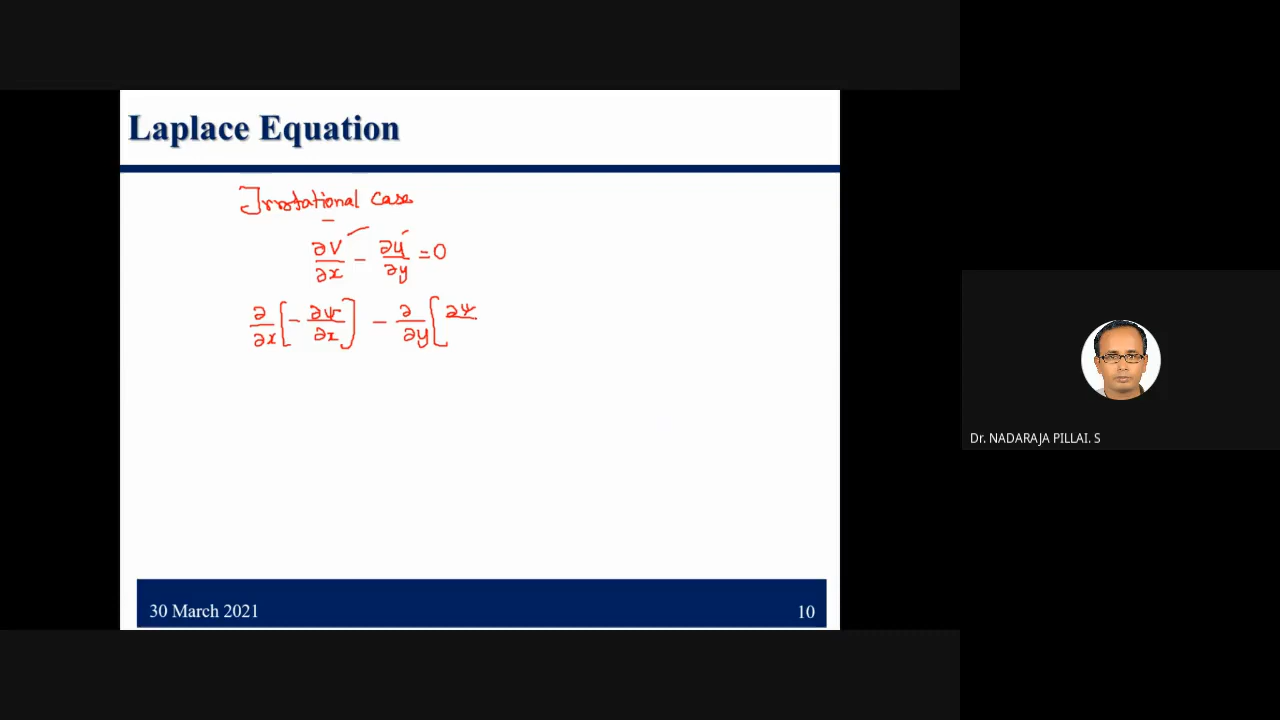 Laplace Equation
Irrotational case
∂v/∂x − ∂u/∂y = 0
∂/∂x [− ∂ψ/∂x] − ∂/∂y [∂ψ
30 March 2021
10
Dr. NADARAJA PILLAI. S